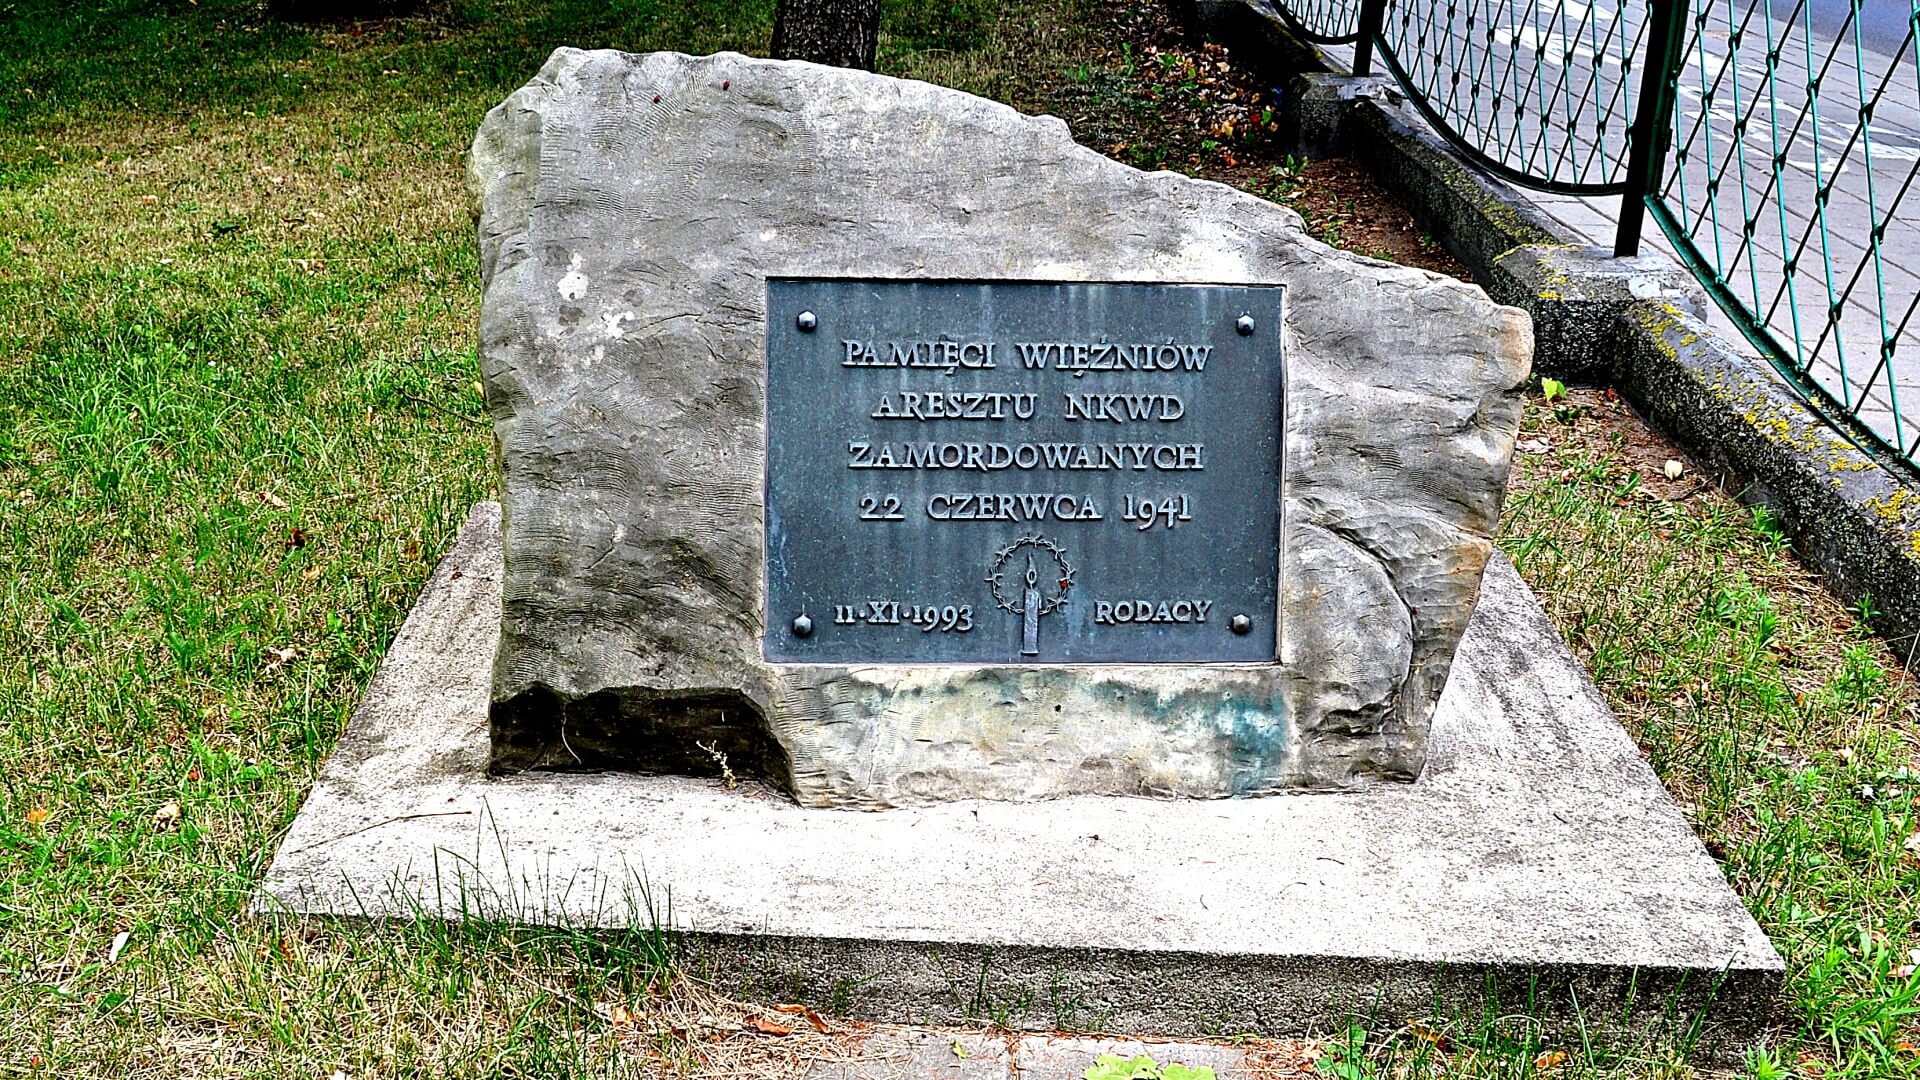 PAMIĘCI WIĘŹNIÓW
ARESZTU NKWD
ZAMORDOWANYCH
22 CZERWCA 1941
11·XI·1993 RODACY